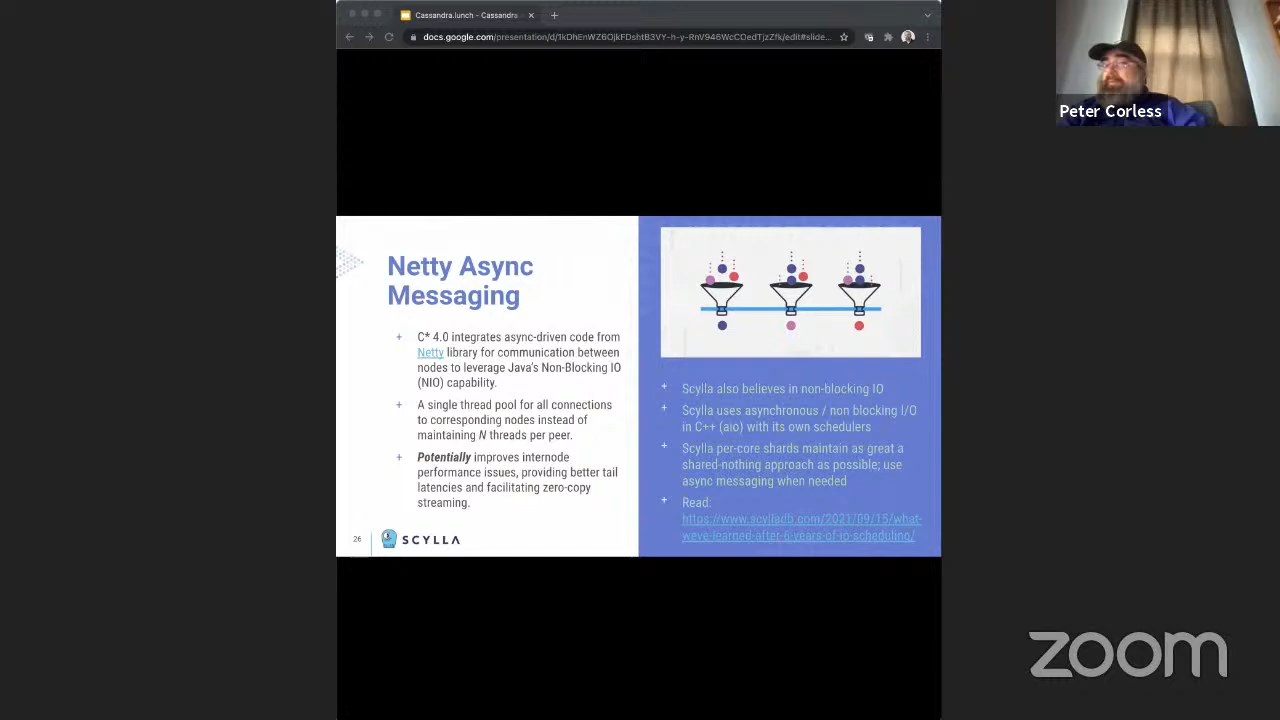 Cassandra.lunch - Cassandra
docs.google.com/presentation/d/1kDhEnWZ6OjkFDshtB3VY-h-y-RnV946WcCOedTjzZfk/edit#slide...
Peter Corless
Netty Async
Messaging
+ C* 4.0 integrates async-driven code from
Netty library for communication between
nodes to leverage Java's Non-Blocking IO
(NIO) capability.
+ A single thread pool for all connections
to corresponding nodes instead of
maintaining N threads per peer.
+ Potentially improves internode
performance issues, providing better tail
latencies and facilitating zero-copy
streaming.
26
SCYLLA
+ Scylla also believes in non-blocking IO
+ Scylla uses asynchronous / non blocking I/O
in C++ (aio) with its own schedulers
+ Scylla per-core shards maintain as great a
shared-nothing approach as possible; use
async messaging when needed
+ Read:
https://www.scylladb.com/2021/09/15/what-
weve-learned-after-6-years-of-io-scheduling/
zoom